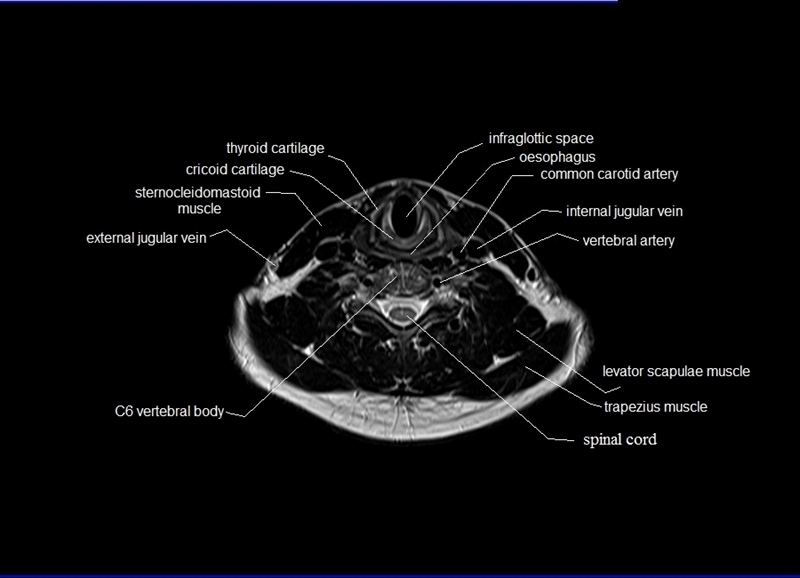 thyroid cartilage
cricoid cartilage
sternocleidomastoid
muscle
external jugular vein
infraglottic space
oesophagus
common carotid artery
internal jugular vein
vertebral artery
levator scapulae muscle
trapezius muscle
C6 vertebral body
spinal cord